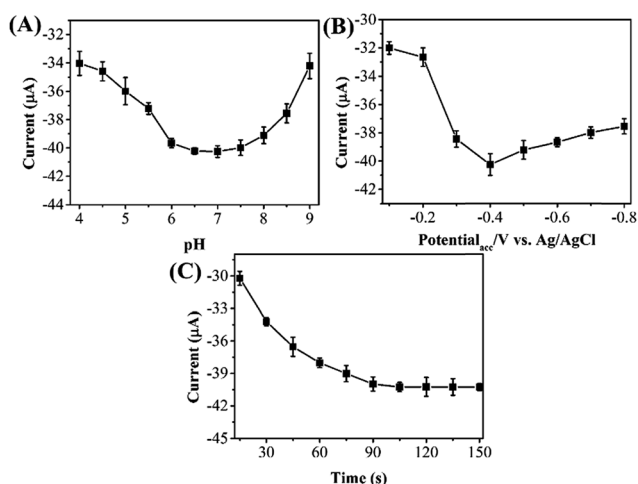 (A)
-34
-36
-38
-40
-42
-44
Current (µA)
4 5 6 7 8 9
pH
(B)
-32
-34
-36
-38
-40
-42
Current (µA)
-0.2 -0.4 -0.6 -0.8
Potentialacc/V vs. Ag/AgCl
(C)
-30
-33
-36
-39
-42
-45
Current (µA)
30 60 90 120 150
Time (s)